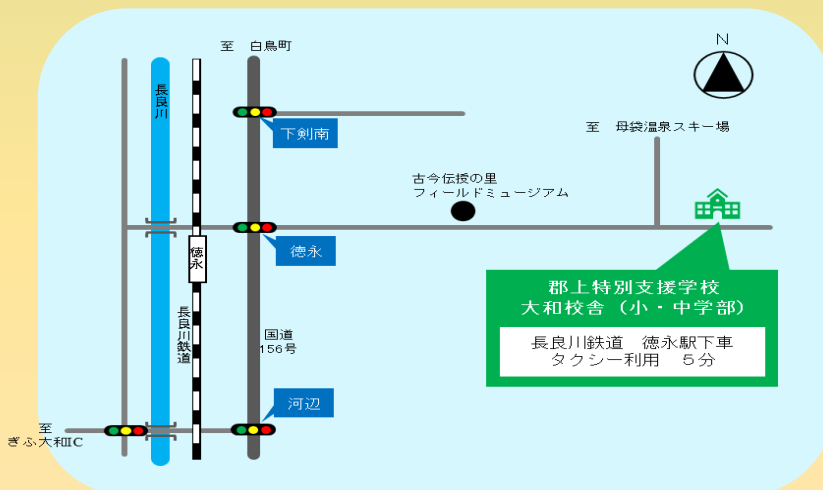 至　白鳥町
N
長良川
下剣南
至　母袋温泉スキー場
古今伝授の里
フィールドミュージアム
徳永
徳永
郡上特別支援学校
大和校舎（小・中学部）
長良川鉄道　徳永駅下車
タクシー利用　５分
長良川鉄道
国道
156号
河辺
至
ぎふ大和IC